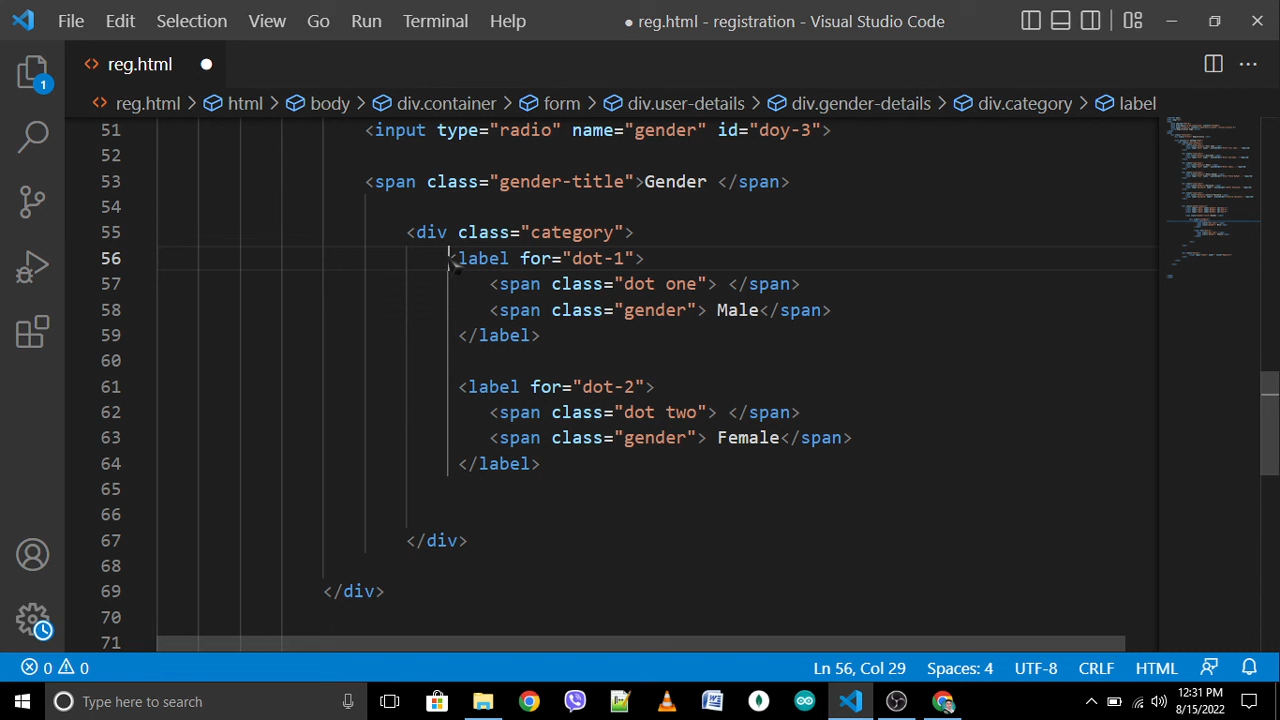 File Edit Selection View Go Run Terminal Help ● reg.html - registration - Visual Studio Code
reg.html
reg.html > html > body > div.container > form > div.user-details > div.gender-details > div.category > label
51 <input type="radio" name="gender" id="doy-3">
52
53 <span class="gender-title">Gender </span>
54
55 <div class="category">
56 <label for="dot-1">
57 <span class="dot one"> </span>
58 <span class="gender"> Male</span>
59 </label>
60
61 <label for="dot-2">
62 <span class="dot two"> </span>
63 <span class="gender"> Female</span>
64 </label>
65
66
67 </div>
68
69 </div>
70
71
1
0 0 Ln 56, Col 29 Spaces: 4 UTF-8 CRLF HTML
Type here to search
12:31 PM
8/15/2022